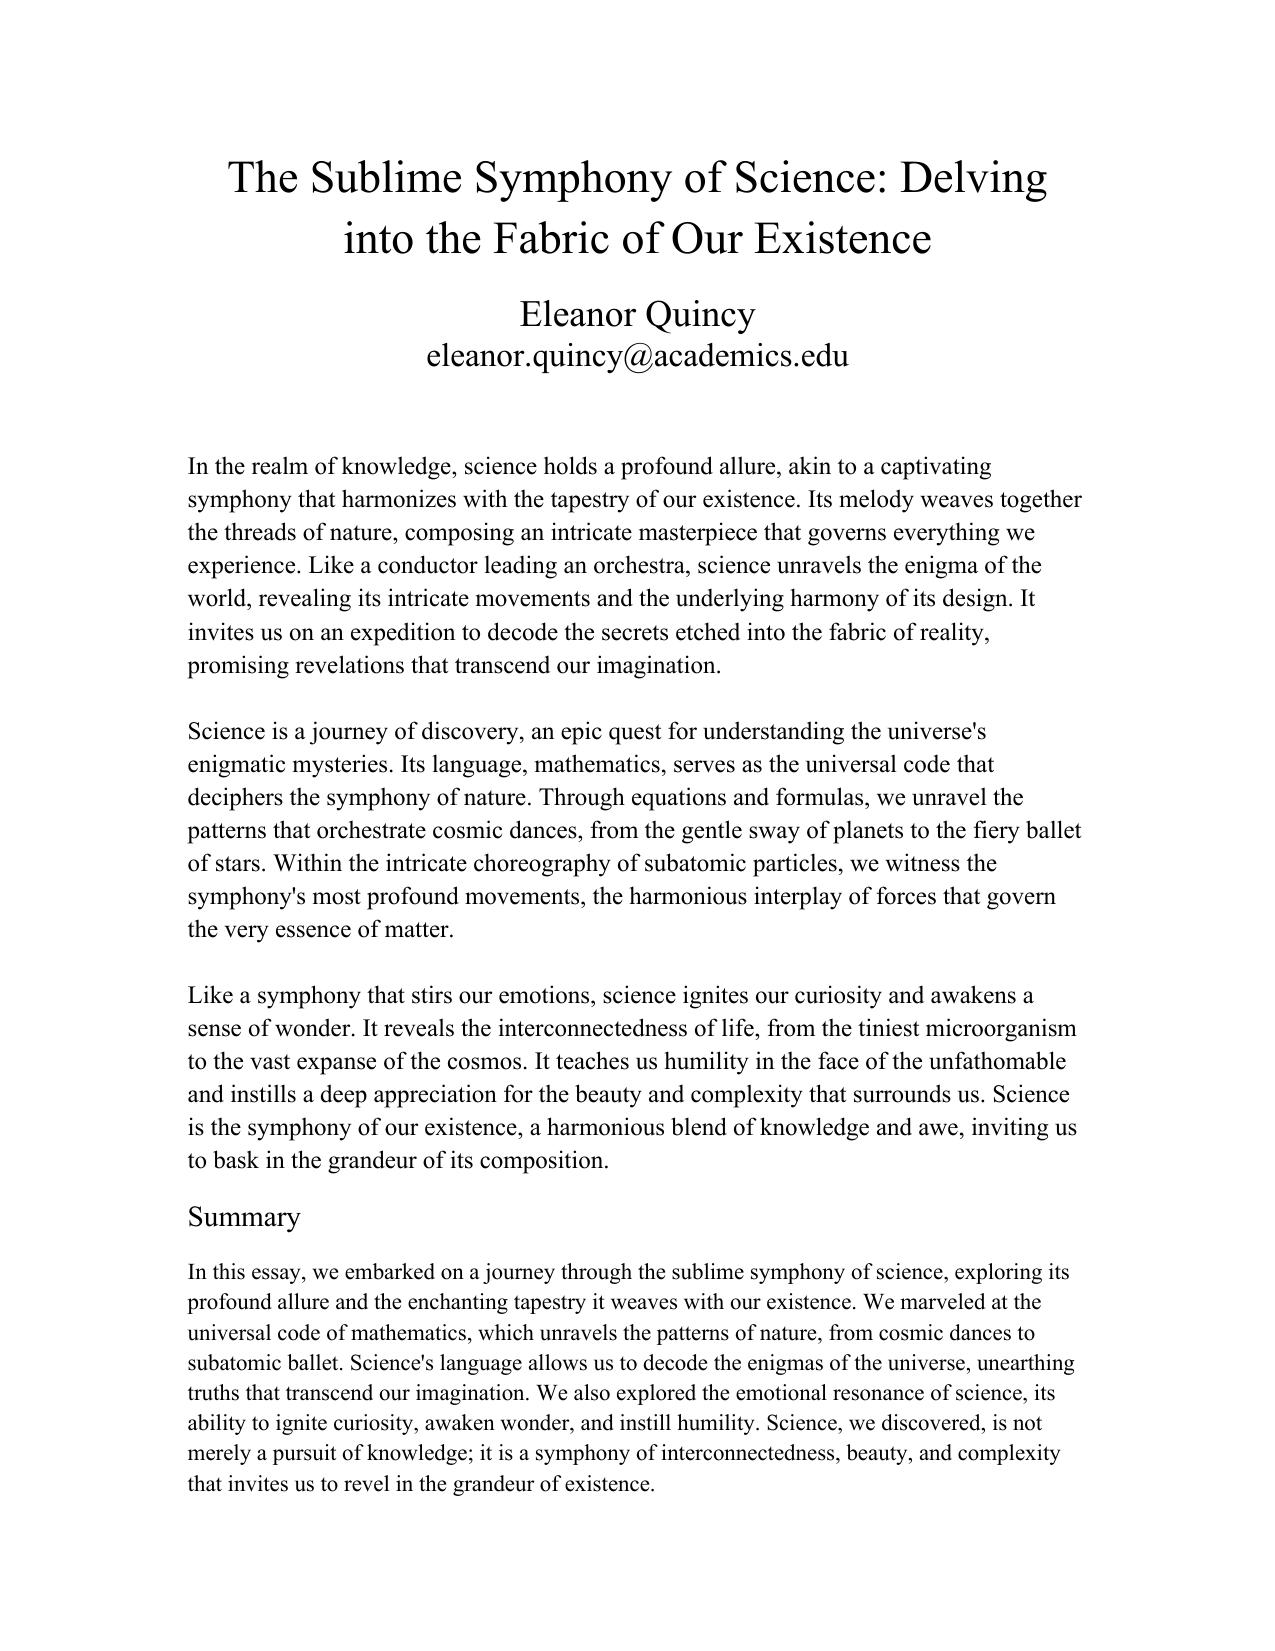 The Sublime Symphony of Science: Delving
into the Fabric of Our Existence
Eleanor Quincy
eleanor.quincy@academics.edu
In the realm of knowledge, science holds a profound allure, akin to a captivating
symphony that harmonizes with the tapestry of our existence. Its melody weaves together
the threads of nature, composing an intricate masterpiece that governs everything we
experience. Like a conductor leading an orchestra, science unravels the enigma of the
world, revealing its intricate movements and the underlying harmony of its design. It
invites us on an expedition to decode the secrets etched into the fabric of reality,
promising revelations that transcend our imagination.
Science is a journey of discovery, an epic quest for understanding the universe's
enigmatic mysteries. Its language, mathematics, serves as the universal code that
deciphers the symphony of nature. Through equations and formulas, we unravel the
patterns that orchestrate cosmic dances, from the gentle sway of planets to the fiery ballet
of stars. Within the intricate choreography of subatomic particles, we witness the
symphony's most profound movements, the harmonious interplay of forces that govern
the very essence of matter.
Like a symphony that stirs our emotions, science ignites our curiosity and awakens a
sense of wonder. It reveals the interconnectedness of life, from the tiniest microorganism
to the vast expanse of the cosmos. It teaches us humility in the face of the unfathomable
and instills a deep appreciation for the beauty and complexity that surrounds us. Science
is the symphony of our existence, a harmonious blend of knowledge and awe, inviting us
to bask in the grandeur of its composition.
Summary
In this essay, we embarked on a journey through the sublime symphony of science, exploring its
profound allure and the enchanting tapestry it weaves with our existence. We marveled at the
universal code of mathematics, which unravels the patterns of nature, from cosmic dances to
subatomic ballet. Science's language allows us to decode the enigmas of the universe, unearthing
truths that transcend our imagination. We also explored the emotional resonance of science, its
ability to ignite curiosity, awaken wonder, and instill humility. Science, we discovered, is not
merely a pursuit of knowledge; it is a symphony of interconnectedness, beauty, and complexity
that invites us to revel in the grandeur of existence.